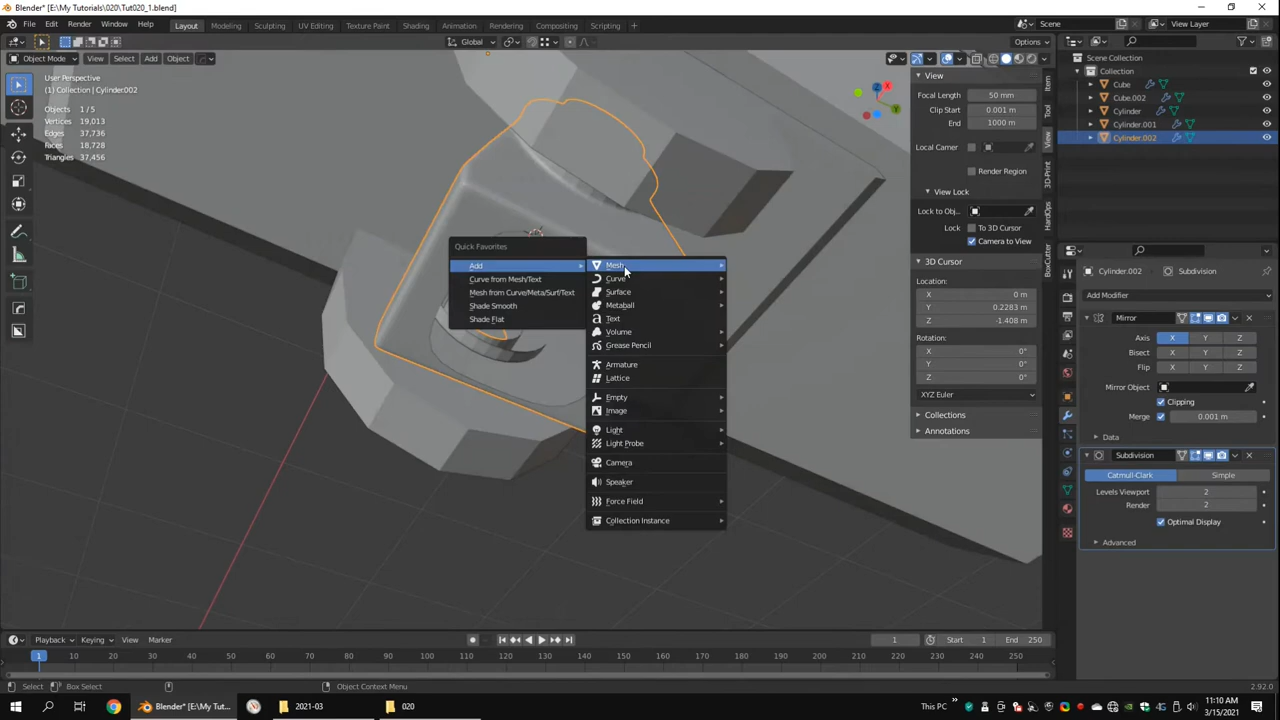 Blender* [E:\My Tutorials\020\Tut020_1.blend]
File Edit Render Window Help Layout Modeling Sculpting UV Editing Texture Paint Shading Animation Rendering Compositing Scripting Scene View Layer
Global Options
Object Mode View Select Add Object
User Perspective
(1) Collection | Cylinder.002
Objects 1 / 5
Vertices 19,013
Edges 37,736
Faces 18,728
Triangles 37,456
Quick Favorites
Add
Curve from Mesh/Text
Mesh from Curve/Meta/Surf/Text
Shade Smooth
Shade Flat
Mesh
Curve
Surface
Metaball
Text
Volume
Grease Pencil
Armature
Lattice
Empty
Image
Light
Light Probe
Camera
Speaker
Force Field
Collection Instance
X
Y
Z
View
Focal Length 50 mm
Clip Start 0.001 m
End 1000 m
Local Camer
Render Region
View Lock
Lock to Obj..
Lock To 3D Cursor
Camera to View
3D Cursor
Location:
X 0 m
Y 0.2283 m
Z -1.408 m
Rotation:
X 0°
Y 0°
Z 0°
XYZ Euler
Collections
Annotations
Item
Tool
View
3D-Print
HardOps
BoxCutter
Scene Collection
Collection
Cube
Cube.002
Cylinder
Cylinder.001
Cylinder.002
Cylinder.002 Subdivision
Add Modifier
Mirror
Axis X Y Z
Bisect X Y Z
Flip X Y Z
Mirror Object
Clipping
Merge 0.001 m
Data
Subdivision
Catmull-Clark Simple
Levels Viewport 2
Render 2
Optimal Display
Advanced
Playback Keying View Marker 1 Start 1 End 250
1 10 20 30 40 50 60 70 80 90 100 110 120 130 140 150 160 170 180 190 200 210 220 230 240 250
Select Box Select Object Context Menu 2.92.0
Blender* [E:\My Tut... 2021-03 020 This PC 11:10 AM
3/15/2021